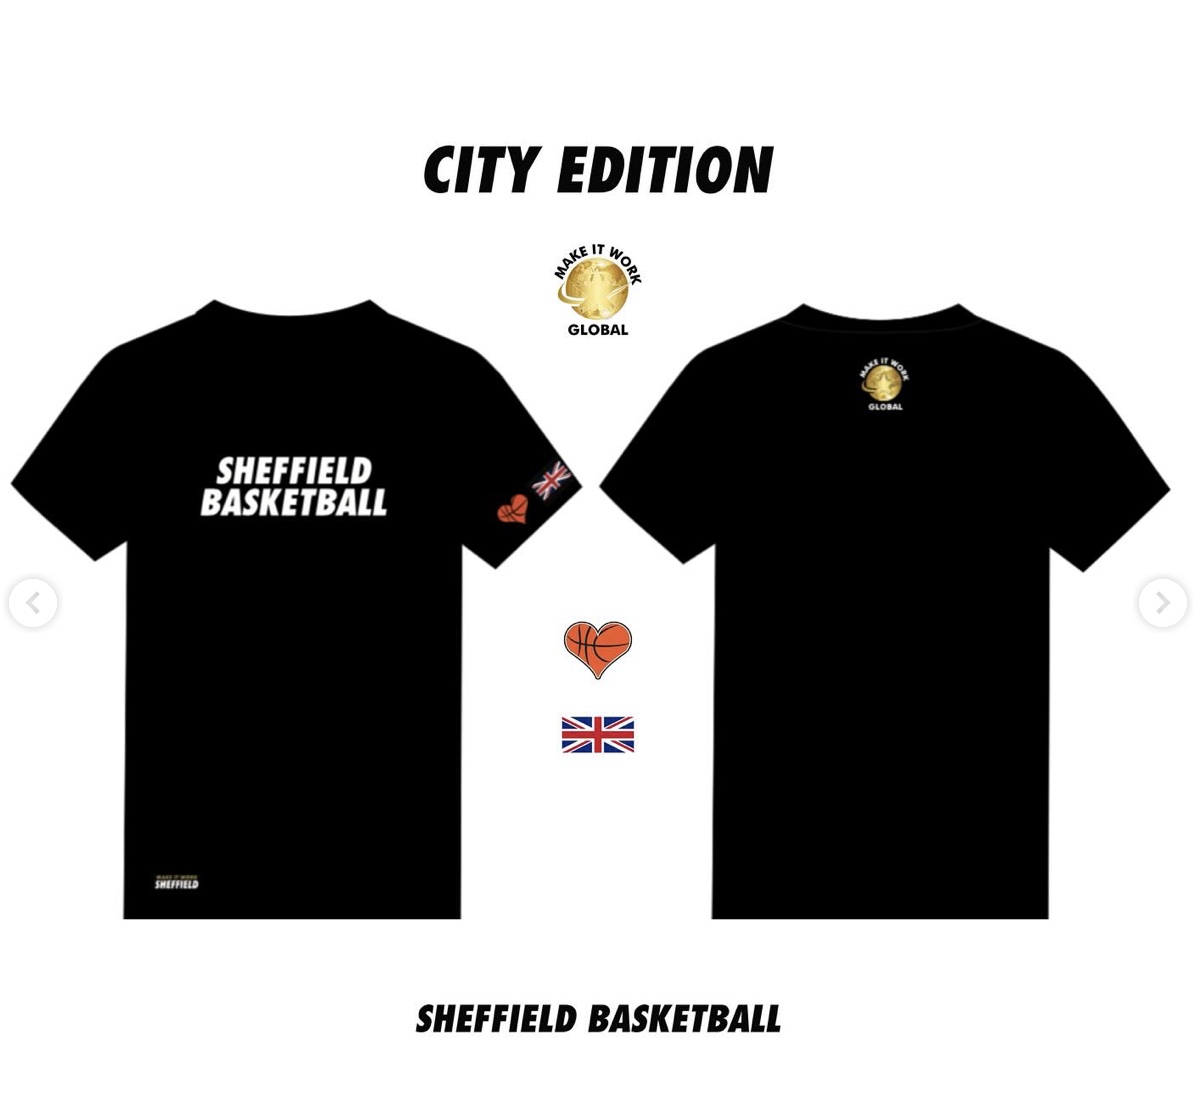 CITY EDITION
MAKE IT WORK
GLOBAL
SHEFFIELD
BASKETBALL
MAKE IT WORK
GLOBAL
MAKE IT WORK
SHEFFIELD
SHEFFIELD BASKETBALL